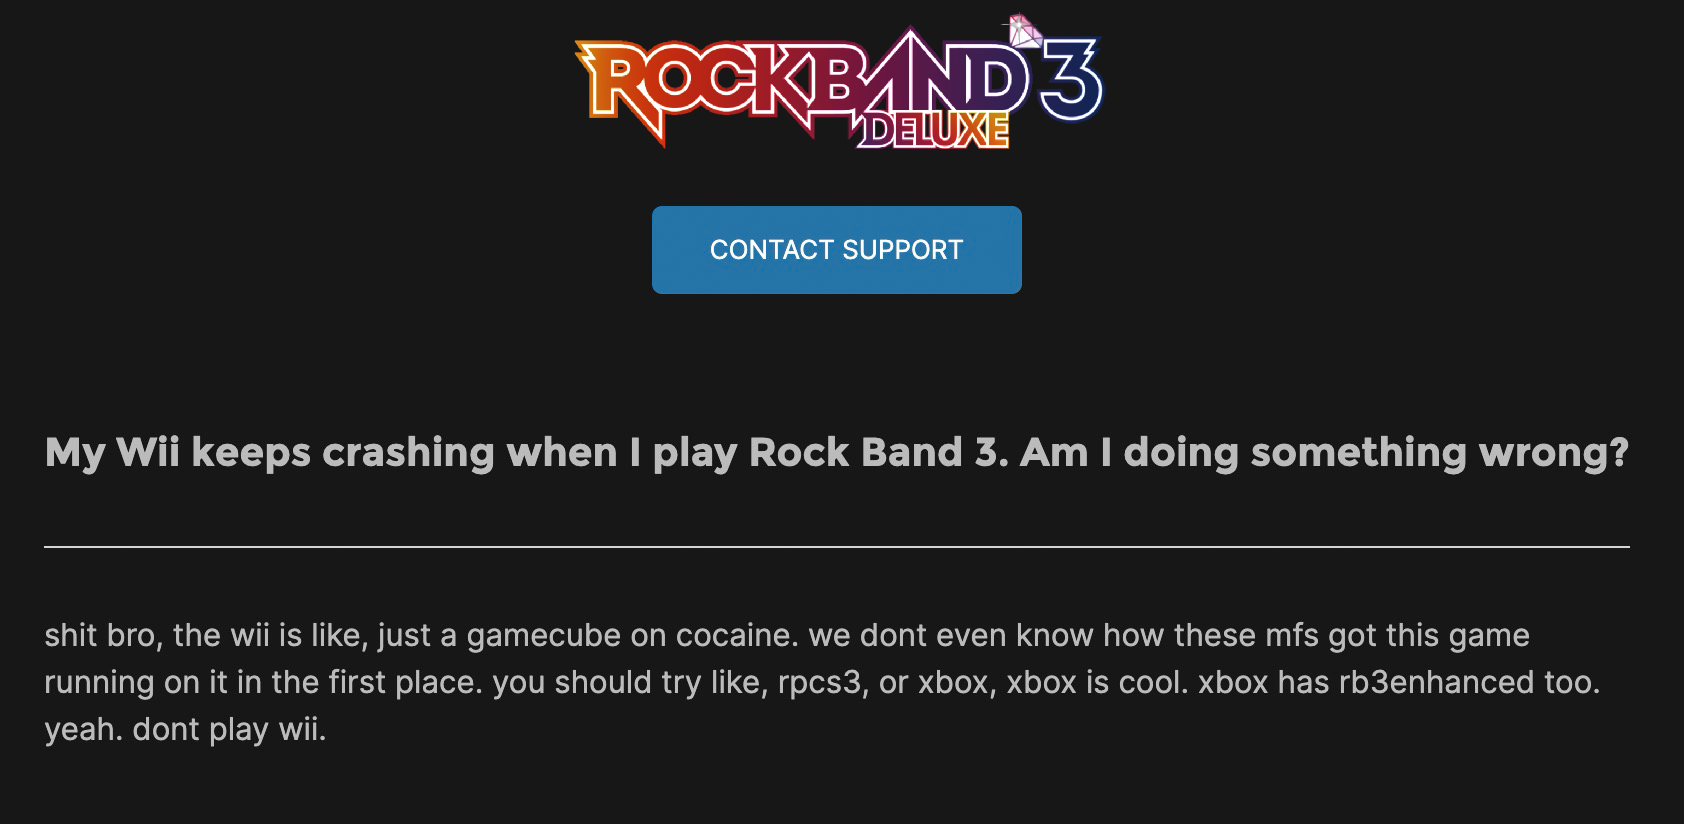 ROCKBAND 3
DELUXE
CONTACT SUPPORT
My Wii keeps crashing when I play Rock Band 3. Am I doing something wrong?
shit bro, the wii is like, just a gamecube on cocaine. we dont even know how these mfs got this game
running on it in the first place. you should try like, rpcs3, or xbox, xbox is cool. xbox has rb3enhanced too.
yeah. dont play wii.